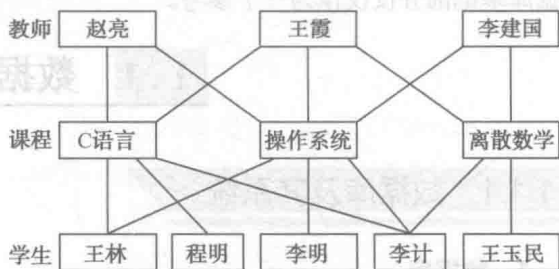 教师 赵亮 王霞 李建国
课程 C语言 操作系统 离散数学
学生 王林 程明 李明 李计 王玉民